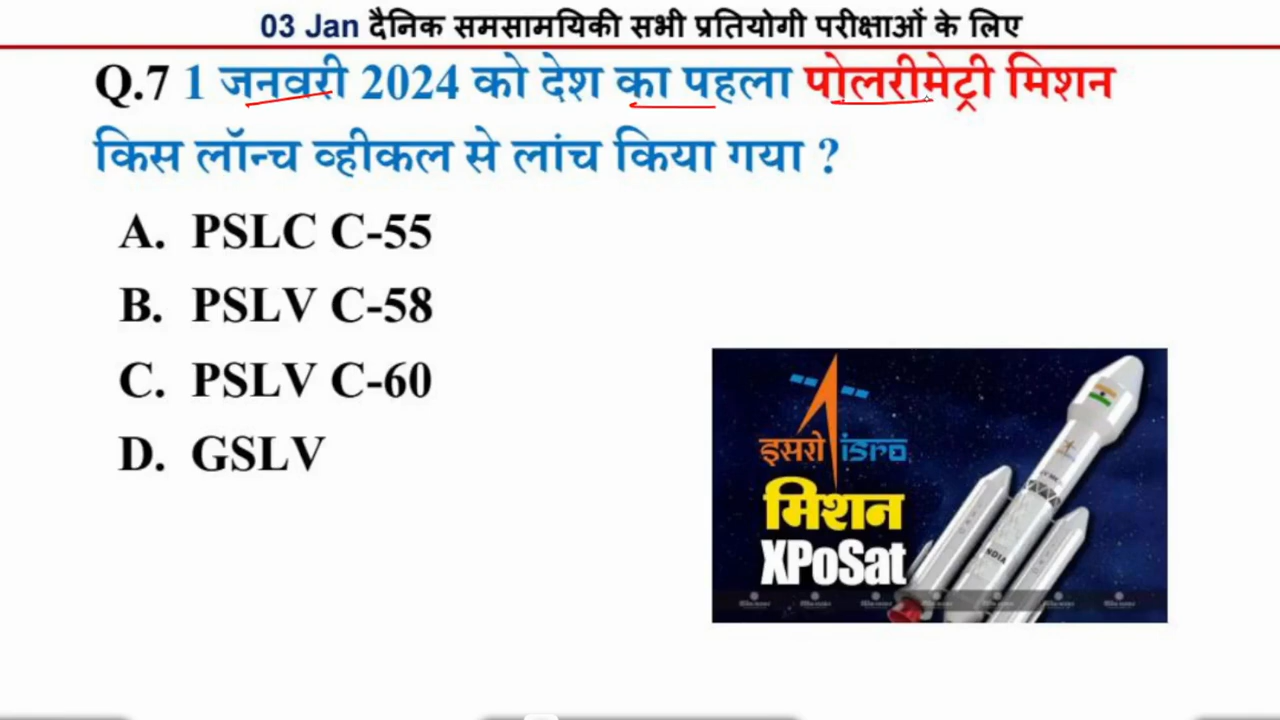 03 Jan दैनिक समसामयिकी सभी प्रतियोगी परीक्षाओं के लिए
Q.7 1 जनवरी 2024 को देश का पहला पोलरीमेट्री मिशन
किस लॉन्च व्हीकल से लांच किया गया ?
A. PSLC C-55
B. PSLV C-58
C. PSLV C-60
D. GSLV
इसरो isro
मिशन
XPoSat
INDIA